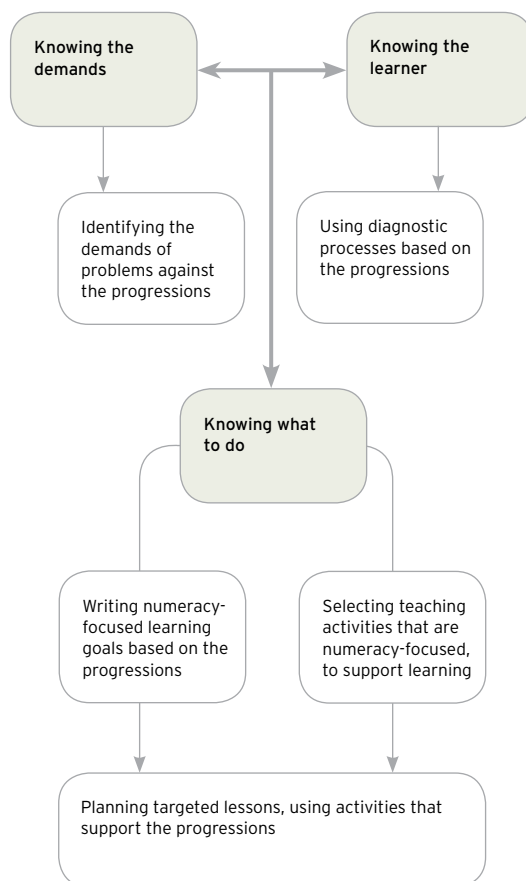 Knowing the
demands
Knowing the
learner
Identifying the
demands of
problems against
the progressions
Using diagnostic
processes based on
the progressions
Knowing what
to do
Writing numeracy-
focused learning
goals based on the
progressions
Selecting teaching
activities that are
numeracy-focused,
to support learning
Planning targeted lessons, using activities that
support the progressions